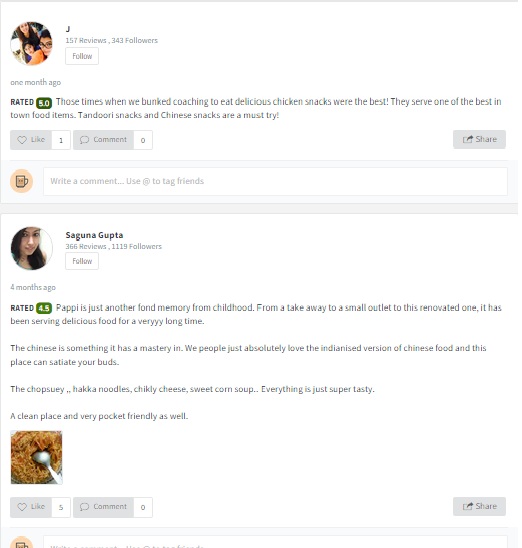 J
157 Reviews , 343 Followers
Follow
one month ago
RATED 5.0 Those times when we bunked coaching to eat delicious chicken snacks were the best! They serve one of the best in
town food items. Tandoori snacks and Chinese snacks are a must try!
Like 1 Comment 0 Share
Write a comment... Use @ to tag friends
Saguna Gupta
366 Reviews , 1119 Followers
Follow
4 months ago
RATED 4.5 Pappi is just another fond memory from childhood. From a take away to a small outlet to this renovated one, it has
been serving delicious food for a veryyy long time.
The chinese is something it has a mastery in. We people just absolutely love the indianised version of chinese food and this
place can satiate your buds.
The chopsuey ,, hakka noodles, chikly cheese, sweet corn soup.. Everything is just super tasty.
A clean place and very pocket friendly as well.
Like 5 Comment 0 Share
Write a comment... Use @ to tag friends